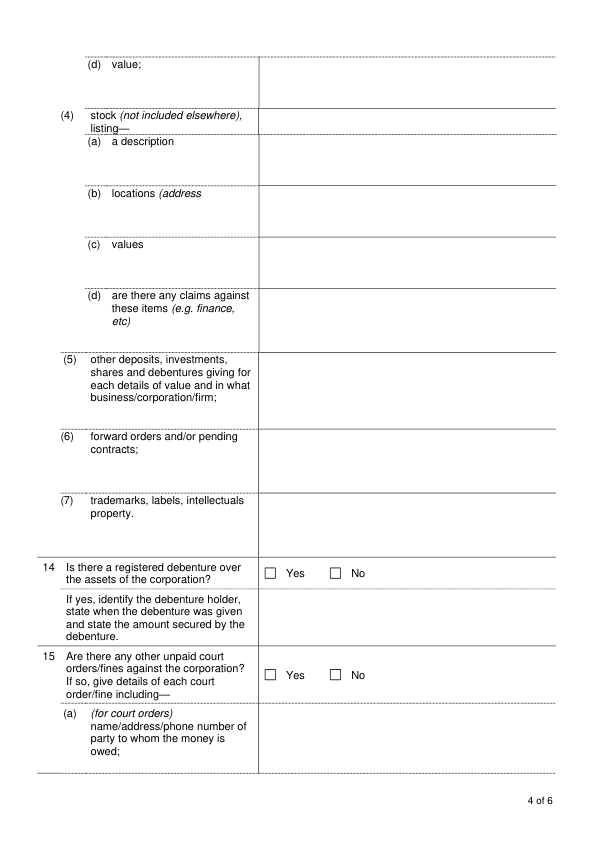 (d) value;
(4) stock (not included elsewhere),
listing—
(a) a description
(b) locations (address
(c) values
(d) are there any claims against
these items (e.g. finance,
etc)
(5) other deposits, investments,
shares and debentures giving for
each details of value and in what
business/corporation/firm;
(6) forward orders and/or pending
contracts;
(7) trademarks, labels, intellectuals
property.
14 Is there a registered debenture over
the assets of the corporation?
Yes No
If yes, identify the debenture holder,
state when the debenture was given
and state the amount secured by the
debenture.
15 Are there any other unpaid court
orders/fines against the corporation?
If so, give details of each court
order/fine including—
Yes No
(a) (for court orders)
name/address/phone number of
party to whom the money is
owed;
4 of 6